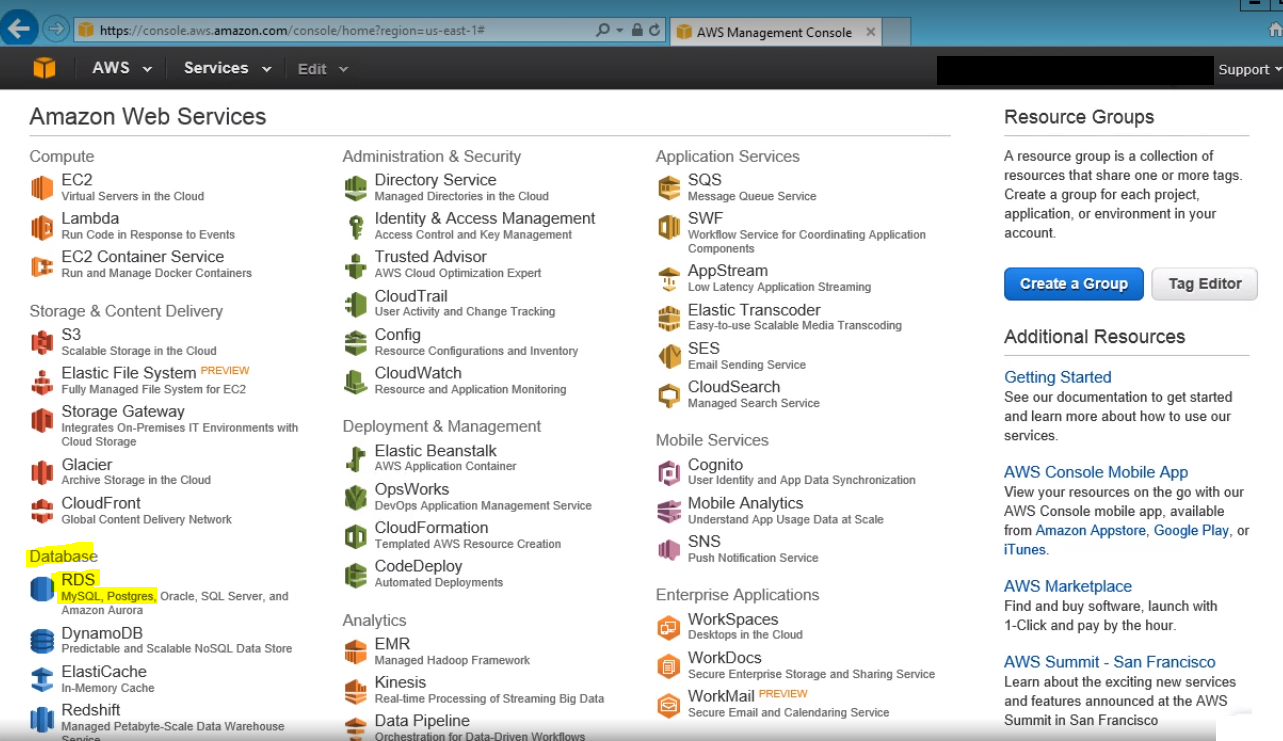 https://console.aws.amazon.com/console/home?region=us-east-1#
AWS Management Console
AWS
Services
Edit
Support
Amazon Web Services
Compute
EC2
Virtual Servers in the Cloud
Lambda
Run Code in Response to Events
EC2 Container Service
Run and Manage Docker Containers
Storage & Content Delivery
S3
Scalable Storage in the Cloud
Elastic File System PREVIEW
Fully Managed File System for EC2
Storage Gateway
Integrates On-Premises IT Environments with
Cloud Storage
Glacier
Archive Storage in the Cloud
CloudFront
Global Content Delivery Network
Database
RDS
MySQL, Postgres, Oracle, SQL Server, and
Amazon Aurora
DynamoDB
Predictable and Scalable NoSQL Data Store
ElastiCache
In-Memory Cache
Redshift
Managed Petabyte-Scale Data Warehouse
Service
Administration & Security
Directory Service
Managed Directories in the Cloud
Identity & Access Management
Access Control and Key Management
Trusted Advisor
AWS Cloud Optimization Expert
CloudTrail
User Activity and Change Tracking
Config
Resource Configurations and Inventory
CloudWatch
Resource and Application Monitoring
Deployment & Management
Elastic Beanstalk
AWS Application Container
OpsWorks
DevOps Application Management Service
CloudFormation
Templated AWS Resource Creation
CodeDeploy
Automated Deployments
Analytics
EMR
Managed Hadoop Framework
Kinesis
Real-time Processing of Streaming Big Data
Data Pipeline
Orchestration for Data-Driven Workflows
Application Services
SQS
Message Queue Service
SWF
Workflow Service for Coordinating Application
Components
AppStream
Low Latency Application Streaming
Elastic Transcoder
Easy-to-use Scalable Media Transcoding
SES
Email Sending Service
CloudSearch
Managed Search Service
Mobile Services
Cognito
User Identity and App Data Synchronization
Mobile Analytics
Understand App Usage Data at Scale
SNS
Push Notification Service
Enterprise Applications
WorkSpaces
Desktops in the Cloud
WorkDocs
Secure Enterprise Storage and Sharing Service
WorkMail PREVIEW
Secure Email and Calendaring Service
Resource Groups
A resource group is a collection of
resources that share one or more tags.
Create a group for each project,
application, or environment in your
account.
Create a Group
Tag Editor
Additional Resources
Getting Started
See our documentation to get started
and learn more about how to use our
services.
AWS Console Mobile App
View your resources on the go with our
AWS Console mobile app, available
from Amazon Appstore, Google Play, or
iTunes.
AWS Marketplace
Find and buy software, launch with
1-Click and pay by the hour.
AWS Summit - San Francisco
Learn about the exciting new services
and features announced at the AWS
Summit in San Francisco